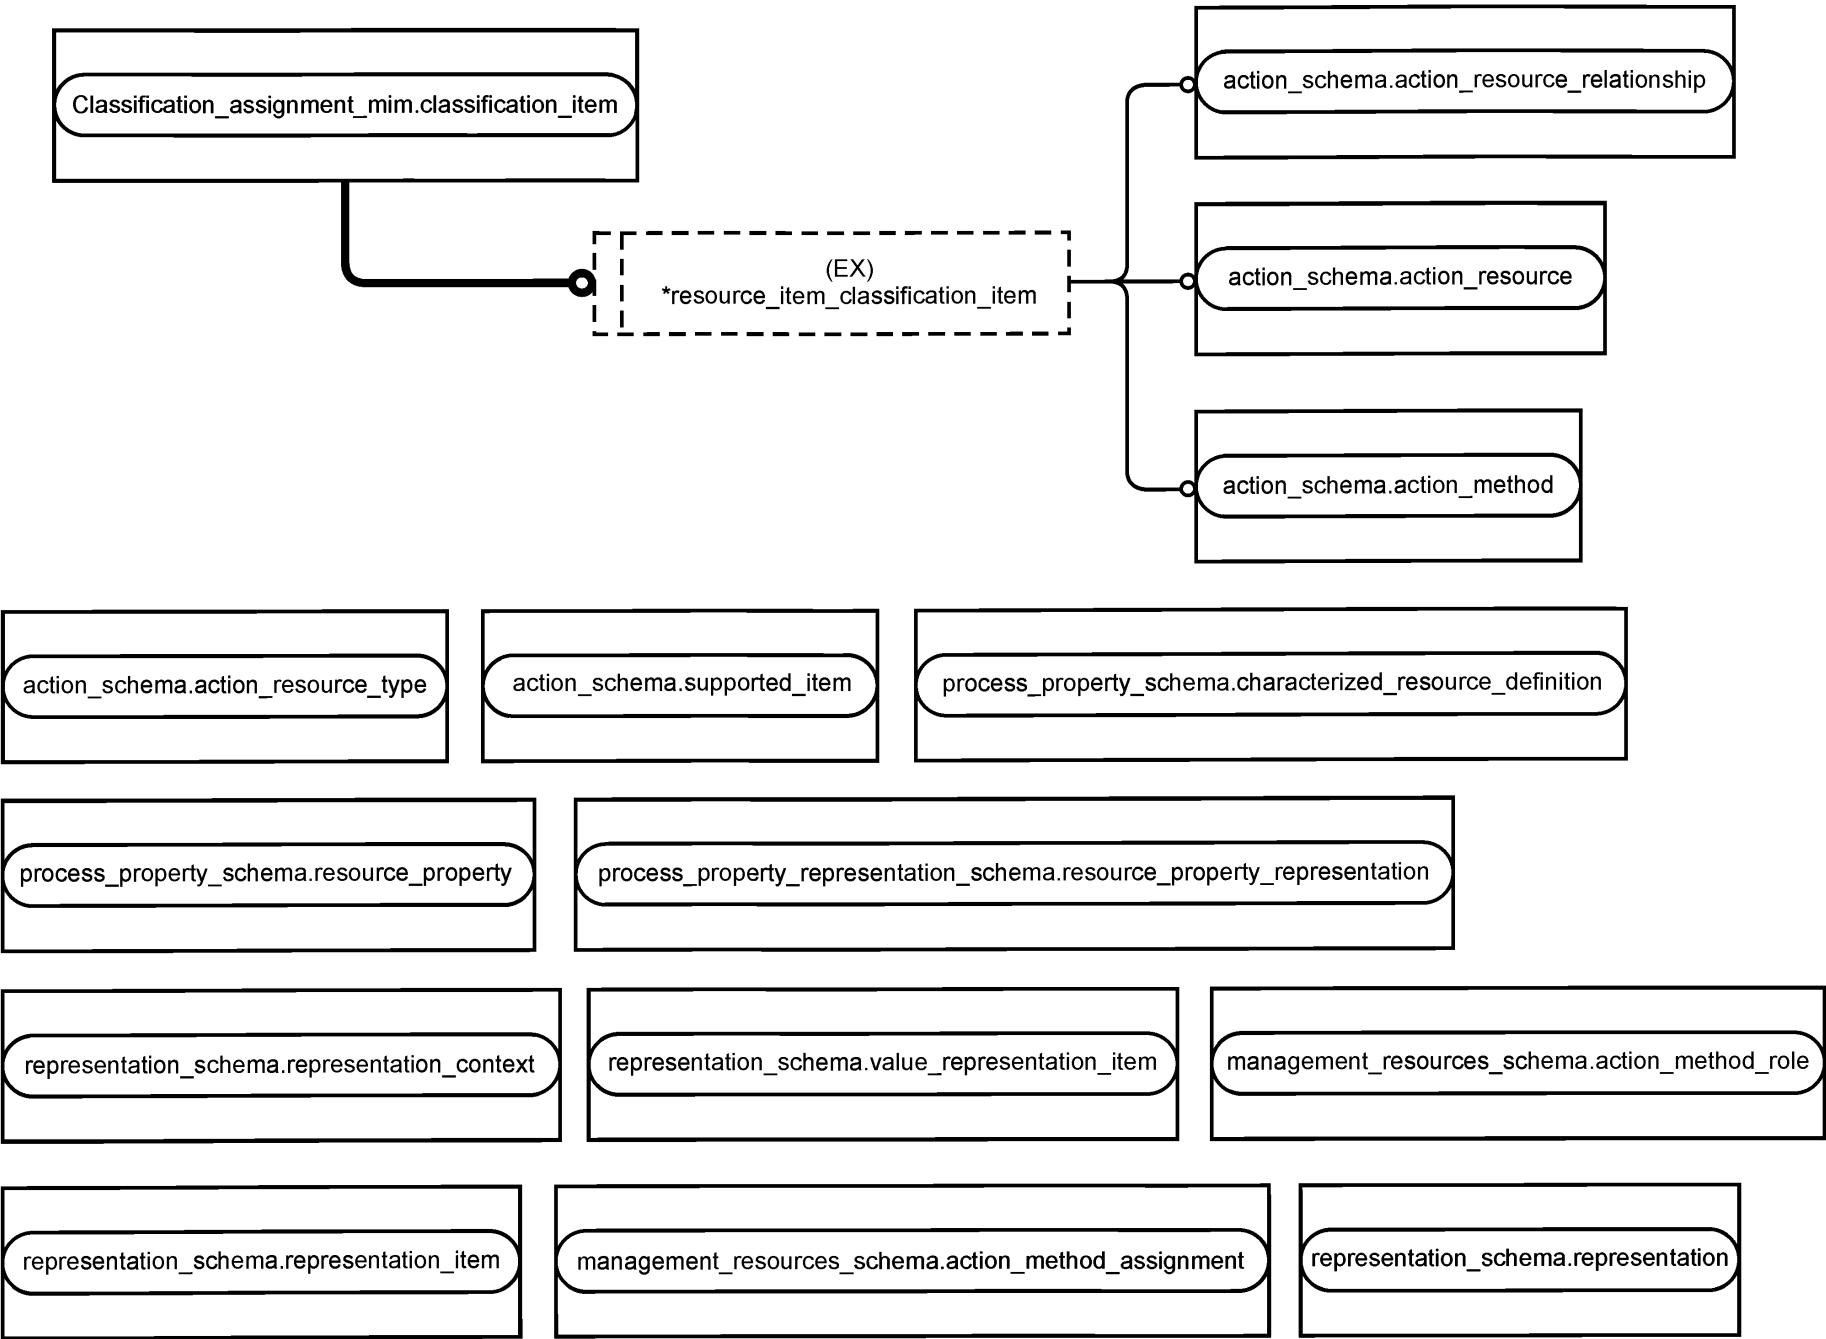 Classification_assignment_mim.classification_item
action_schema.action_resource_relationship
(EX)
*resource_item_classification_item
action_schema.action_resource
action_schema.action_method
action_schema.action_resource_type
action_schema.supported_item
process_property_schema.characterized_resource_definition
process_property_schema.resource_property
process_property_representation_schema.resource_property_representation
representation_schema.representation_context
representation_schema.value_representation_item
management_resources_schema.action_method_role
representation_schema.representation_item
management_resources_schema.action_method_assignment
representation_schema.representation